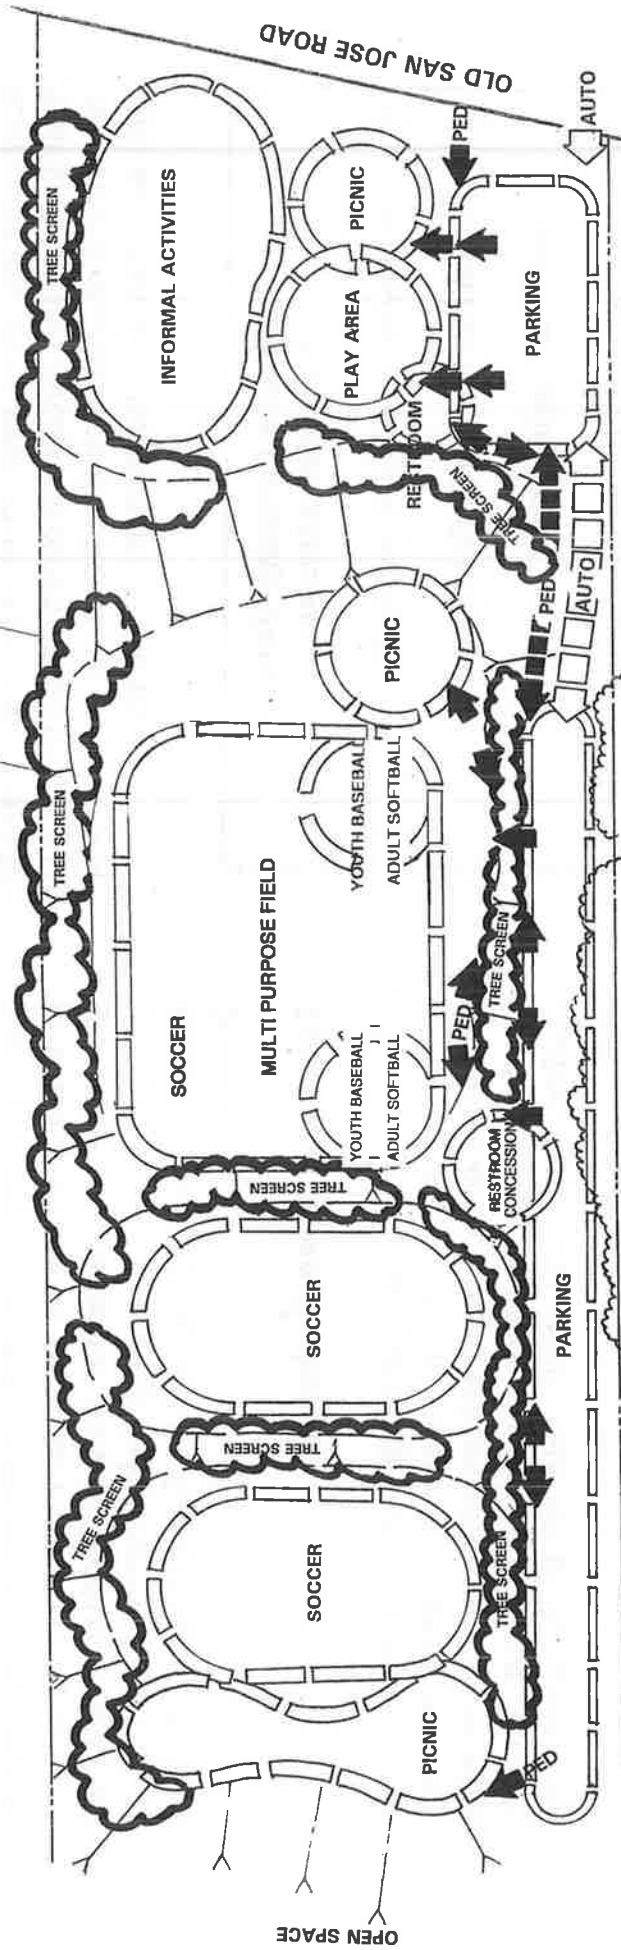 OLD SAN JOSE ROAD
AUTO
PED
TREE SCREEN
INFORMAL ACTIVITIES
PICNIC
PLAY AREA
PARKING
RESTROOM
TREE SCREEN
PED
AUTO
PICNIC
TREE SCREEN
YOUTH BASEBALL
ADULT SOFTBALL
MULTI PURPOSE FIELD
SOCCER
TREE SCREEN
PED
YOUTH BASEBALL
ADULT SOFTBALL
RESTROOM
CONCESSION
TREE SCREEN
SOCCER
PARKING
TREE SCREEN
TREE SCREEN
SOCCER
TREE SCREEN
PICNIC
PED
OPEN SPACE